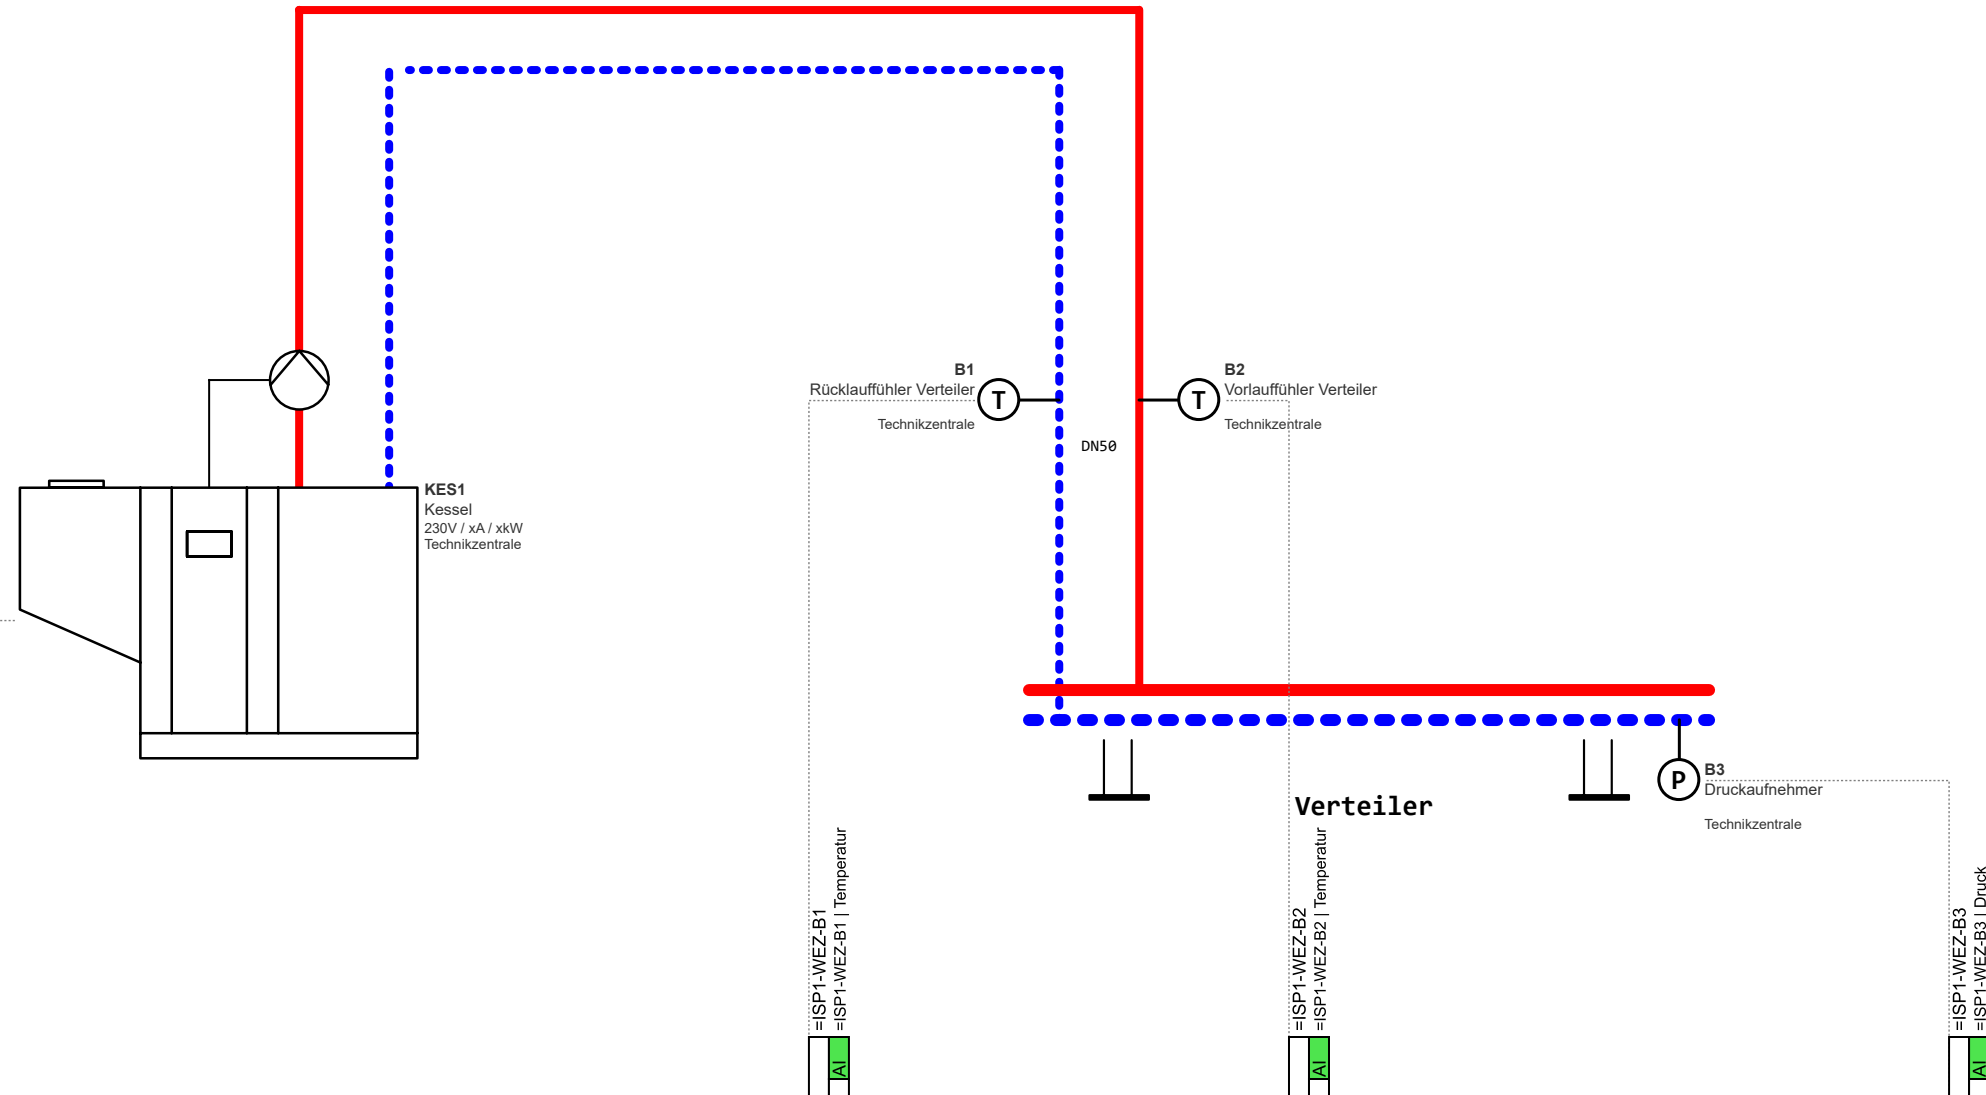 B1
Rücklauffühler Verteiler
T
Technikzentrale
B2
T
Vorlauffühler Verteiler
Technikzentrale
DN50
KES1
Kessel
230V / xA / xkW
Technikzentrale
B3
P
Druckaufnehmer
Technikzentrale
Verteiler
=ISP1-WEZ-B1
=ISP1-WEZ-B1 | Temperatur
AI
=ISP1-WEZ-B2
=ISP1-WEZ-B2 | Temperatur
AI
=ISP1-WEZ-B3
=ISP1-WEZ-B3 | Druck
AI